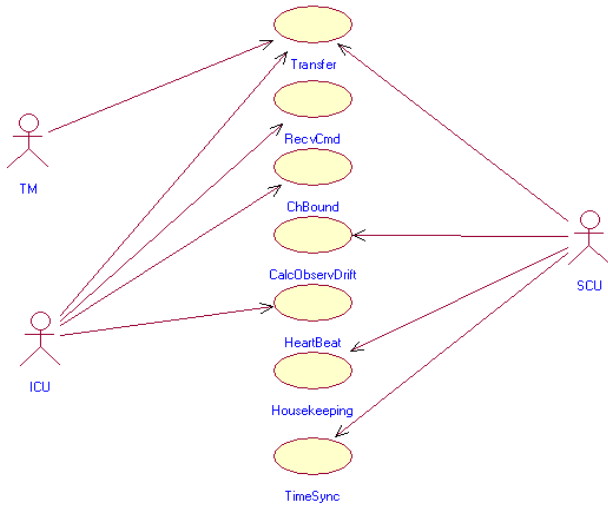 Transfer
RecvCmd
TM
ChBound
CalcObservDrift
SCU
HeartBeat
ICU
Housekeeping
TimeSync